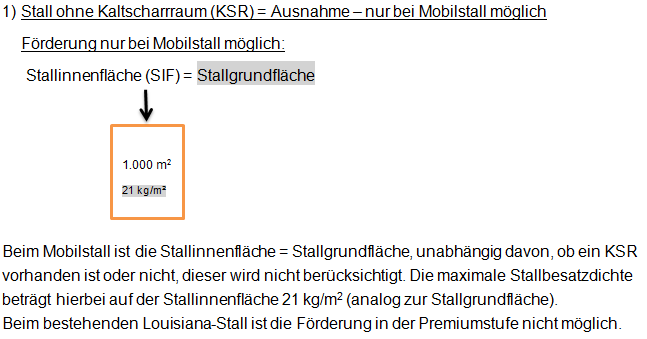 1) Stall ohne Kaltscharrraum (KSR) = Ausnahme – nur bei Mobilstall möglich
Förderung nur bei Mobilstall möglich:
Stallinnenfläche (SIF) = Stallgrundfläche
1.000 m²
21 kg/m²
Beim Mobilstall ist die Stallinnenfläche = Stallgrundfläche, unabhängig davon, ob ein KSR
vorhanden ist oder nicht, dieser wird nicht berücksichtigt. Die maximale Stallbesatzdichte
beträgt hierbei auf der Stallinnenfläche 21 kg/m² (analog zur Stallgrundfläche).
Beim bestehenden Louisiana-Stall ist die Förderung in der Premiumstufe nicht möglich.